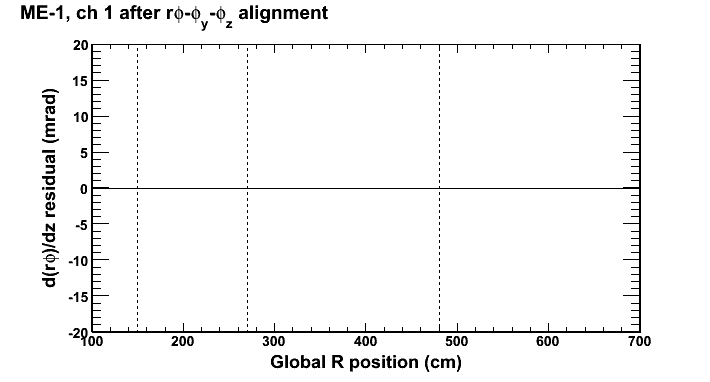 ME-1, ch 1 after rϕ-ϕy-ϕz alignment
d(rϕ)/dz residual (mrad)
20
15
10
5
0
-5
-10
-15
-20
100 200 300 400 500 600 700
Global R position (cm)